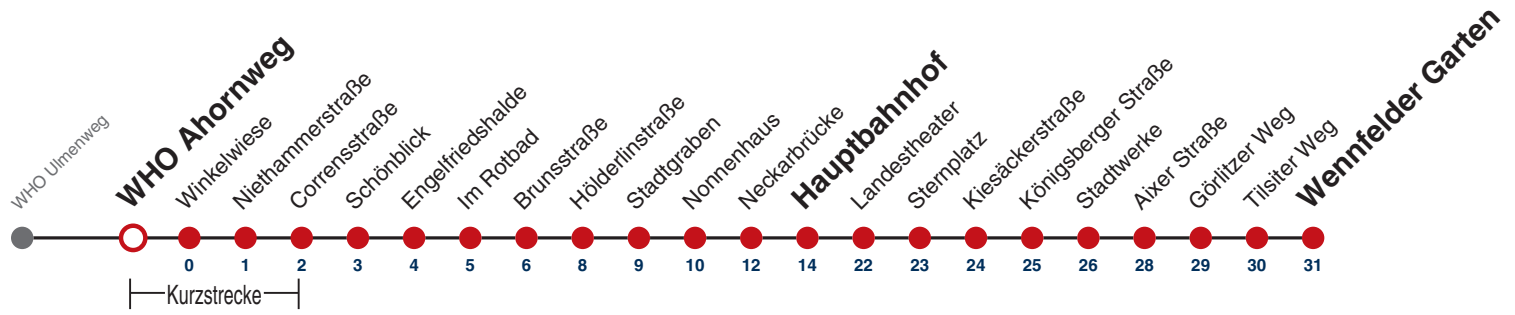 WHO Ulmenweg
WHO Ahornweg
Winkelwiese
Niethammerstraße
Corrensstraße
Schönblick
Engelfriedshalde
Im Rotbad
Brunsstraße
Hölderlinstraße
Stadtgraben
Nonnenhaus
Neckarbrücke
Hauptbahnhof
Landestheater
Sternplatz
Kiesäckerstraße
Königsberger Straße
Stadtwerke
Aixer Straße
Görlitzer Weg
Tilsiter Weg
Wennfelder Garten
0 1 2 3 4 5 6 8 9 10 12 14 22 23 24 25 26 28 29 30 31
Kurzstrecke